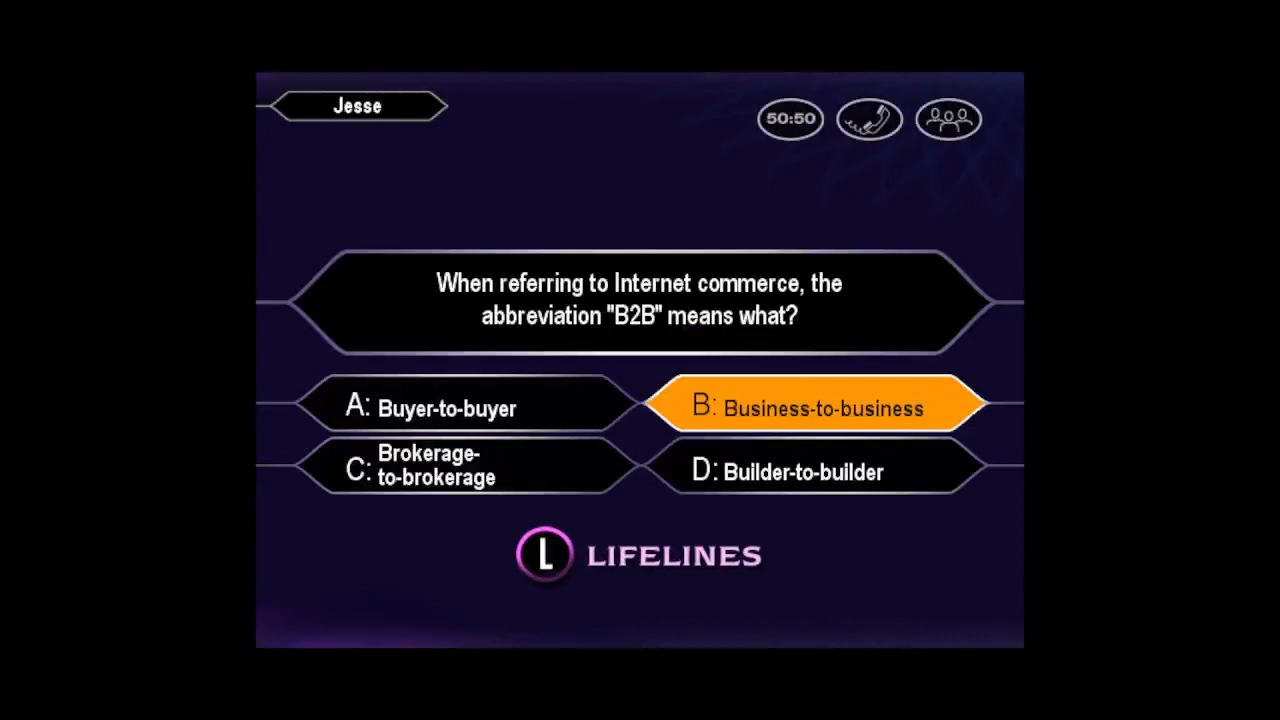 Jesse
50:50
When referring to Internet commerce, the
abbreviation "B2B" means what?
A: Buyer-to-buyer
B: Business-to-business
C: Brokerage-
to-brokerage
D: Builder-to-builder
L LIFELINES